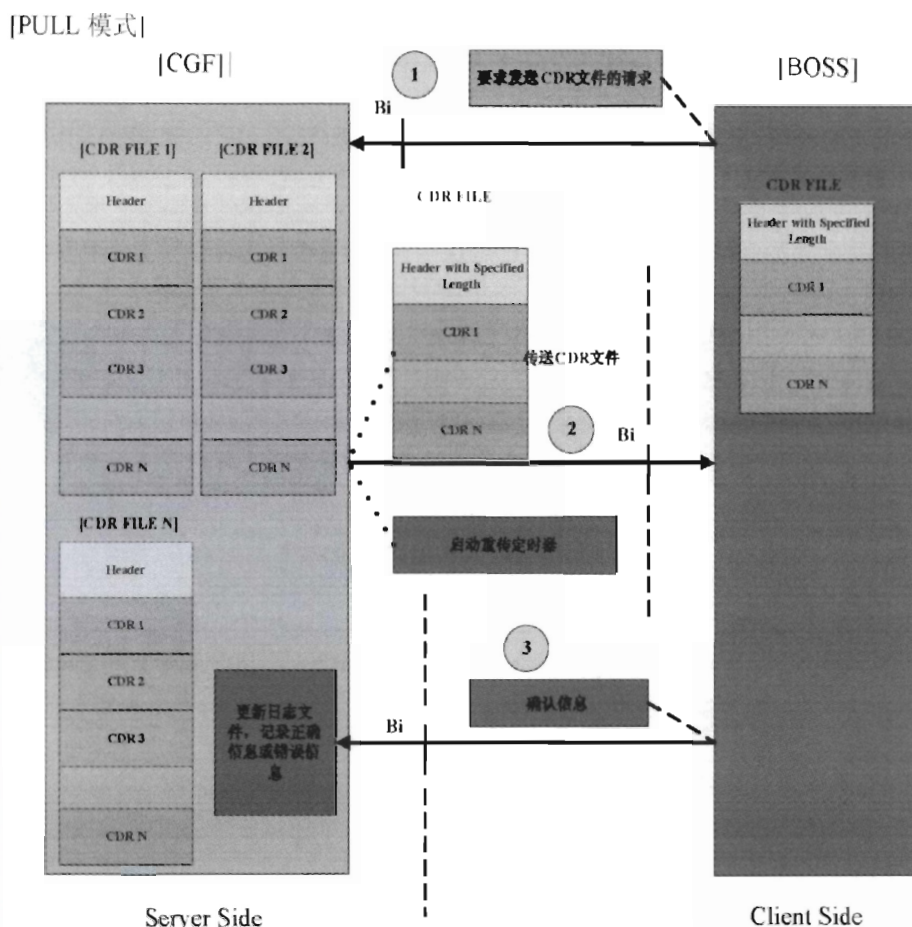 [PULL 模式]
[CGF]
[BOSS]
1
要求发送CDR文件的请求
Bi
[CDR FILE 1]
[CDR FILE 2]
Header
CDR 1
CDR 2
CDR 3
CDR N
Header
CDR 1
CDR 2
CDR 3
CDR N
CDR FILE
Header with Specified
Length
CDR 1
CDR N
传送CDR文件
2
Bi
CDR FILE
Header with Specified
Length
CDR 1
CDR N
启动重传定时器
[CDR FILE N]
Header
CDR 1
CDR 2
CDR 3
CDR N
更新日志文
件，记录正确
信息或错误信
息
3
确认信息
Bi
Server Side
Client Side